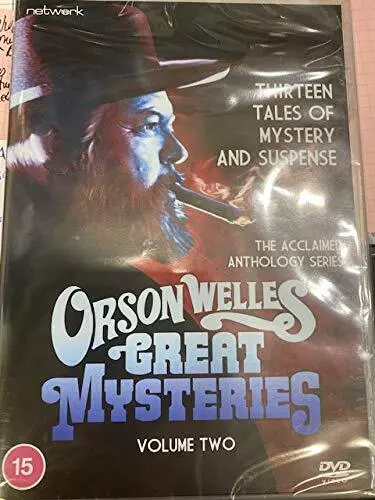 network
THIRTEEN
TALES OF
MYSTERY
AND SUSPENSE
THE ACCLAIMED
ANTHOLOGY SERIES
ORSON WELLES
GREAT
MYSTERIES
VOLUME TWO
15
DVD
VIDEO